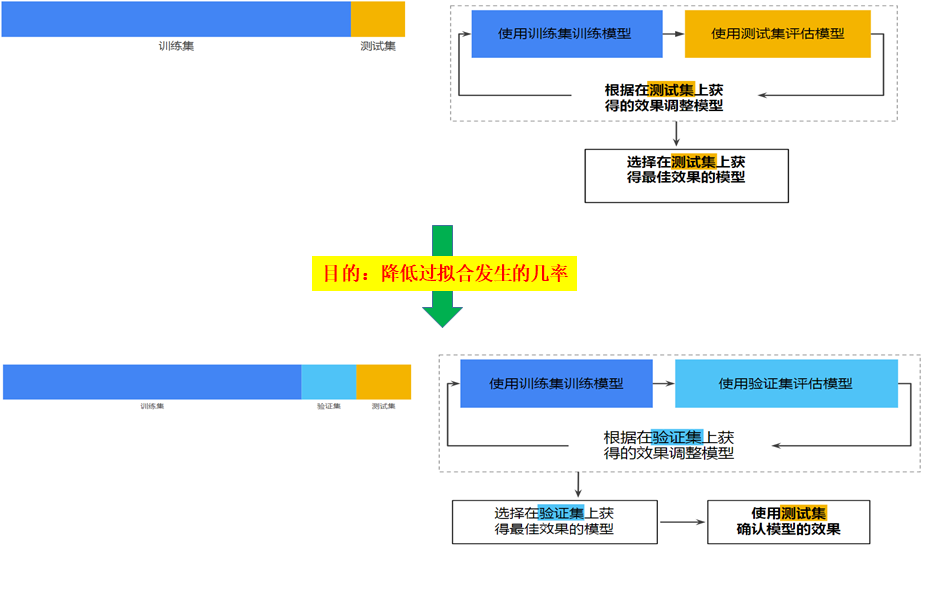 训练集
测试集
使用训练集训练模型
使用测试集评估模型
根据在测试集上获
得的效果调整模型
选择在测试集上获
得最佳效果的模型
目的：降低过拟合发生的几率
训练集
验证集
测试集
使用训练集训练模型
使用验证集评估模型
根据在验证集上获
得的效果调整模型
选择在验证集上获
得最佳效果的模型
使用测试集
确认模型的效果